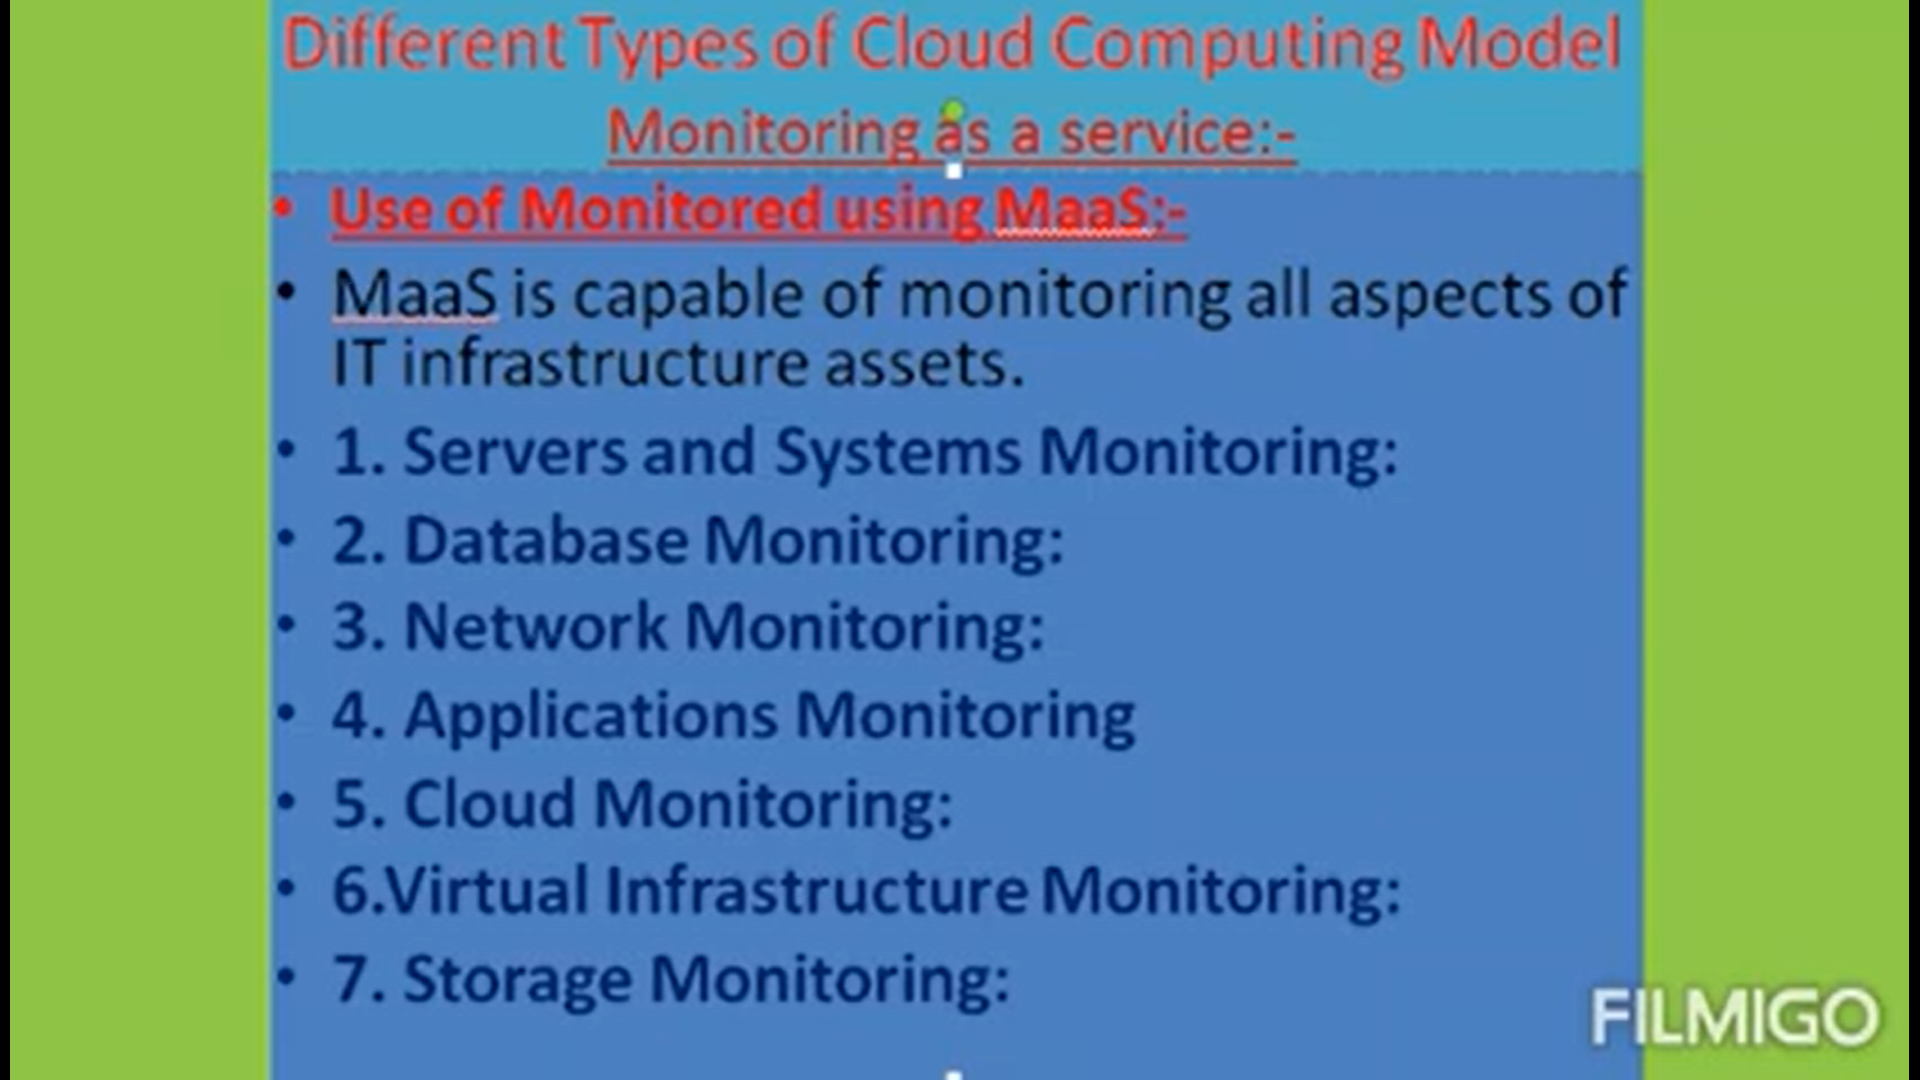 Different Types of Cloud Computing Model
Monitoring as a service:-
• Use of Monitored using MaaS:-
• MaaS is capable of monitoring all aspects of
IT infrastructure assets.
• 1. Servers and Systems Monitoring:
• 2. Database Monitoring:
• 3. Network Monitoring:
• 4. Applications Monitoring
• 5. Cloud Monitoring:
• 6.Virtual Infrastructure Monitoring:
• 7. Storage Monitoring:
FILMIGO